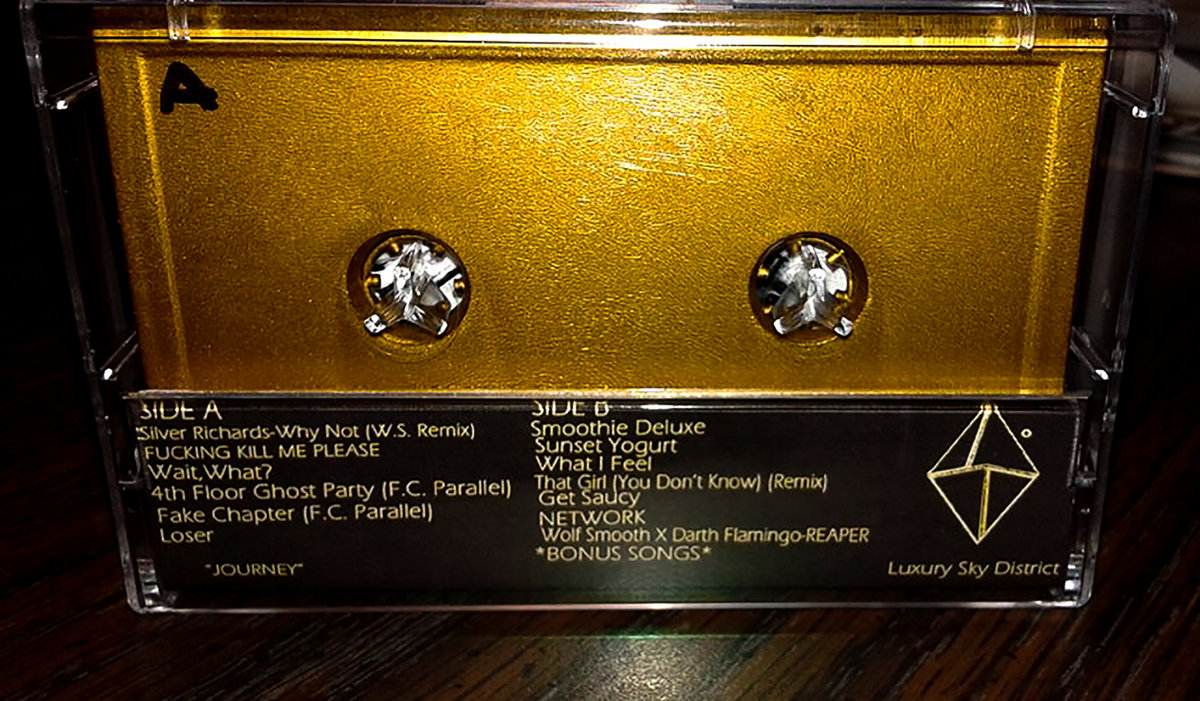 A
SIDE A
Silver Richards-Why Not (W.S. Remix)
FUCKING KILL ME PLEASE
Wait,What?
4th Floor Ghost Party (F.C. Parallel)
Fake Chapter (F.C. Parallel)
Loser
"JOURNEY"
SIDE B
Smoothie Deluxe
Sunset Yogurt
What I Feel
That Girl (You Don't Know) (Remix)
Get Saucy
NETWORK
Wolf Smooth X Darth Flamingo-REAPER
*BONUS SONGS*
Luxury Sky District